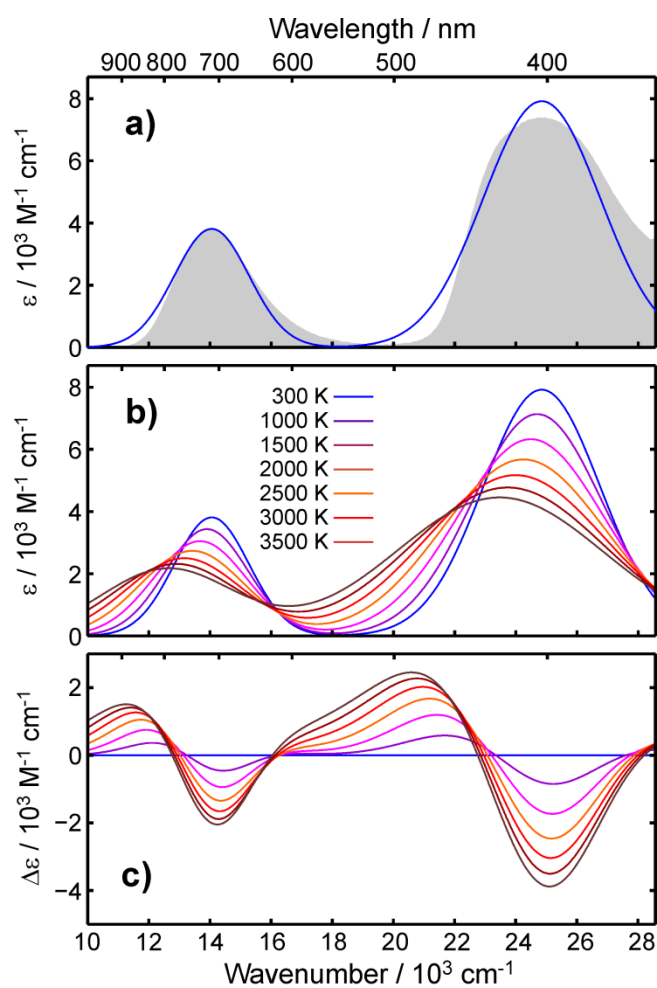 Wavelength / nm
900 800 700 600 500 400
8
a)
6
4
2
0
ε / 10³ M⁻¹ cm⁻¹
8
b)
300 K
1000 K
6
1500 K
2000 K
4
2500 K
3000 K
2
3500 K
0
ε / 10³ M⁻¹ cm⁻¹
2
0
−2
−4
c)
Δε / 10³ M⁻¹ cm⁻¹
10 12 14 16 18 20 22 24 26 28
Wavenumber / 10³ cm⁻¹